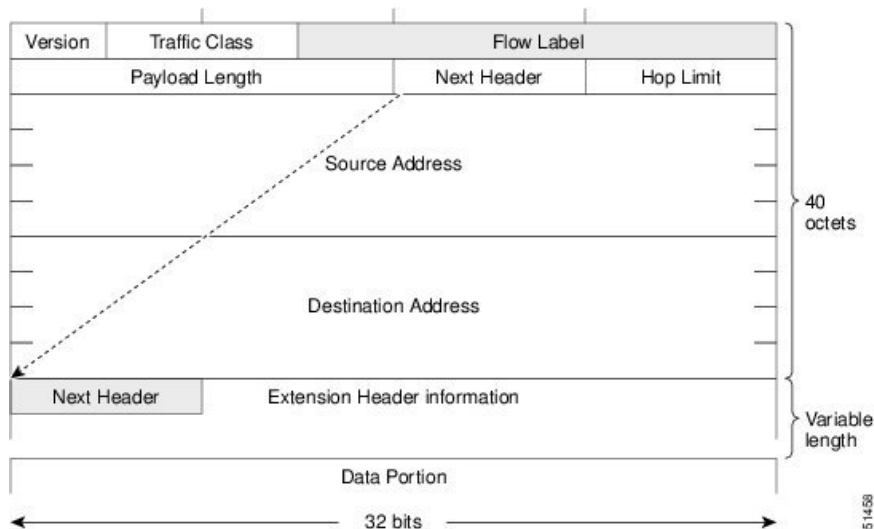 Version Traffic Class Flow Label
Payload Length Next Header Hop Limit
Source Address
40
octets
Destination Address
Next Header Extension Header information
Variable
length
Data Portion
32 bits
51458